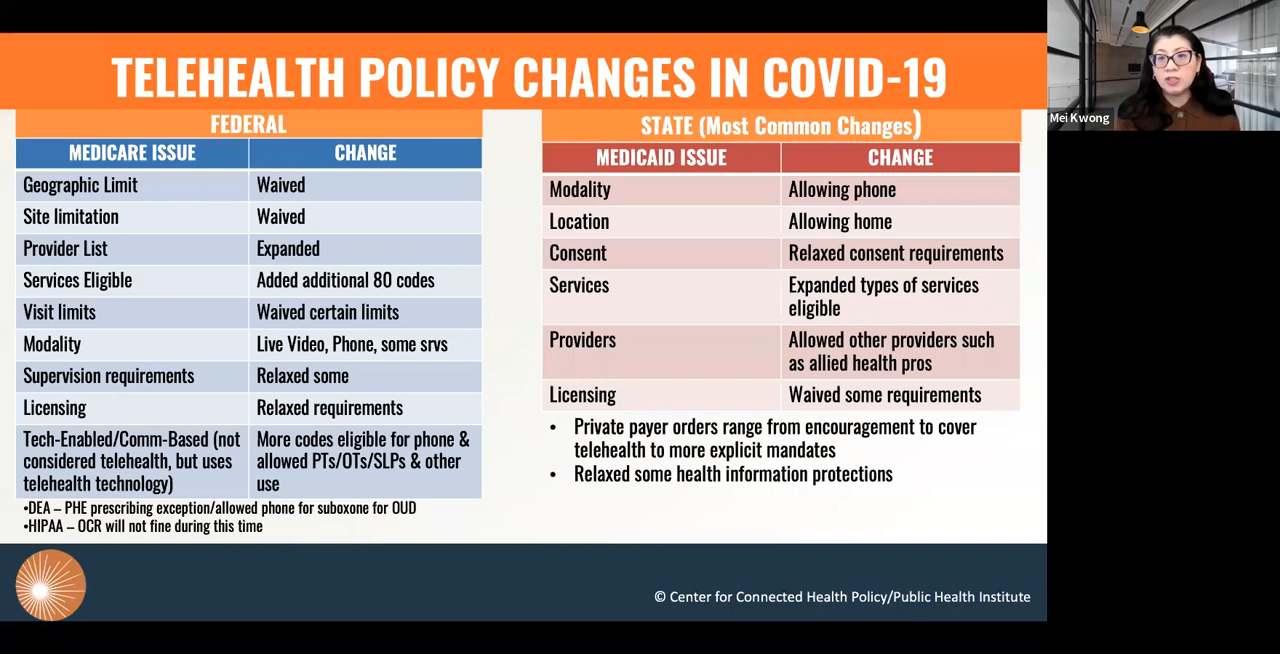 TELEHEALTH POLICY CHANGES IN COVID-19
FEDERAL
MEDICARE ISSUE CHANGE
Geographic Limit Waived
Site limitation Waived
Provider List Expanded
Services Eligible Added additional 80 codes
Visit limits Waived certain limits
Modality Live Video, Phone, some srvs
Supervision requirements Relaxed some
Licensing Relaxed requirements
Tech-Enabled/Comm-Based (not
considered telehealth, but uses
telehealth technology)
More codes eligible for phone &
allowed PTs/OTs/SLPs & other
use
•DEA – PHE prescribing exception/allowed phone for suboxone for OUD
•HIPAA – OCR will not fine during this time
STATE (Most Common Changes)
MEDICAID ISSUE CHANGE
Modality Allowing phone
Location Allowing home
Consent Relaxed consent requirements
Services Expanded types of services
eligible
Providers Allowed other providers such
as allied health pros
Licensing Waived some requirements
• Private payer orders range from encouragement to cover
telehealth to more explicit mandates
• Relaxed some health information protections
© Center for Connected Health Policy/Public Health Institute
Mei Kwong